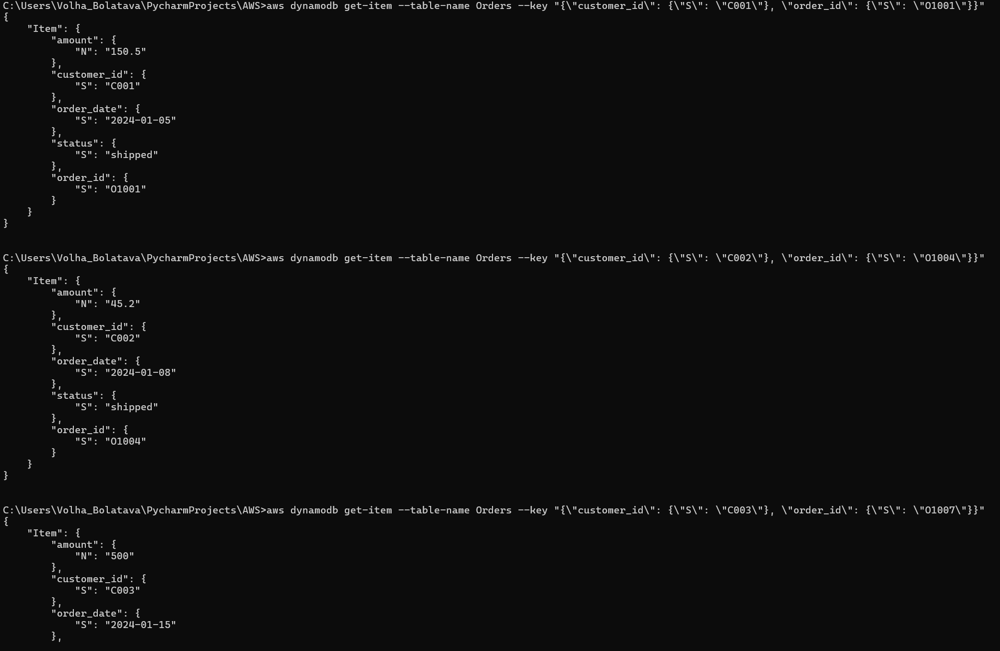 C:\Users\Volha_Bolatava\PycharmProjects\AWS>aws dynamodb get-item --table-name Orders --key "{\"customer_id\": {\"S\": \"C001\"}, \"order_id\": {\"S\": \"O1001\"}}"
{
    "Item": {
        "amount": {
            "N": "150.5"
        },
        "customer_id": {
            "S": "C001"
        },
        "order_date": {
            "S": "2024-01-05"
        },
        "status": {
            "S": "shipped"
        },
        "order_id": {
            "S": "O1001"
        }
    }
}
C:\Users\Volha_Bolatava\PycharmProjects\AWS>aws dynamodb get-item --table-name Orders --key "{\"customer_id\": {\"S\": \"C002\"}, \"order_id\": {\"S\": \"O1004\"}}"
{
    "Item": {
        "amount": {
            "N": "45.2"
        },
        "customer_id": {
            "S": "C002"
        },
        "order_date": {
            "S": "2024-01-08"
        },
        "status": {
            "S": "shipped"
        },
        "order_id": {
            "S": "O1004"
        }
    }
}
C:\Users\Volha_Bolatava\PycharmProjects\AWS>aws dynamodb get-item --table-name Orders --key "{\"customer_id\": {\"S\": \"C003\"}, \"order_id\": {\"S\": \"O1007\"}}"
{
    "Item": {
        "amount": {
            "N": "500"
        },
        "customer_id": {
            "S": "C003"
        },
        "order_date": {
            "S": "2024-01-15"
        },